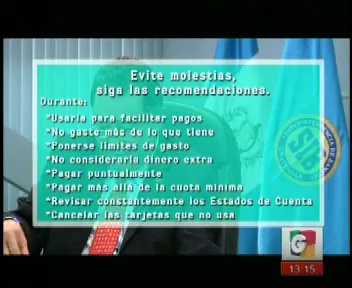 Evite molestias,
siga las recomendaciones.
Durante:
*Usarla para facilitar pagos
*No gaste más de lo que tiene
*Ponerse límites de gasto
*No considerarla dinero extra
*Pagar puntualmente
*Pagar más allá de la cuota mínima
*Revisar constantemente los Estados de Cuenta
*Cancelar las tarjetas que no usa
SIB
G
13:15